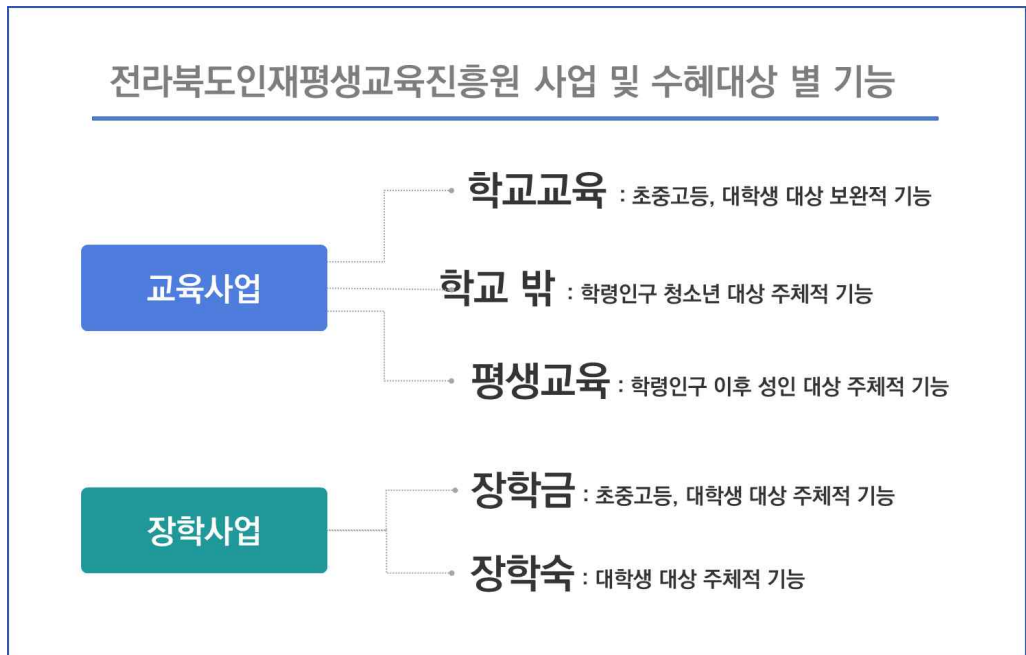 전라북도인재평생교육진흥원 사업 및 수혜대상 별 기능
교육사업
학교교육 : 초중고등, 대학생 대상 보완적 기능
학교 밖 : 학령인구 청소년 대상 주체적 기능
평생교육 : 학령인구 이후 성인 대상 주체적 기능
장학사업
장학금 : 초중고등, 대학생 대상 주체적 기능
장학숙 : 대학생 대상 주체적 기능